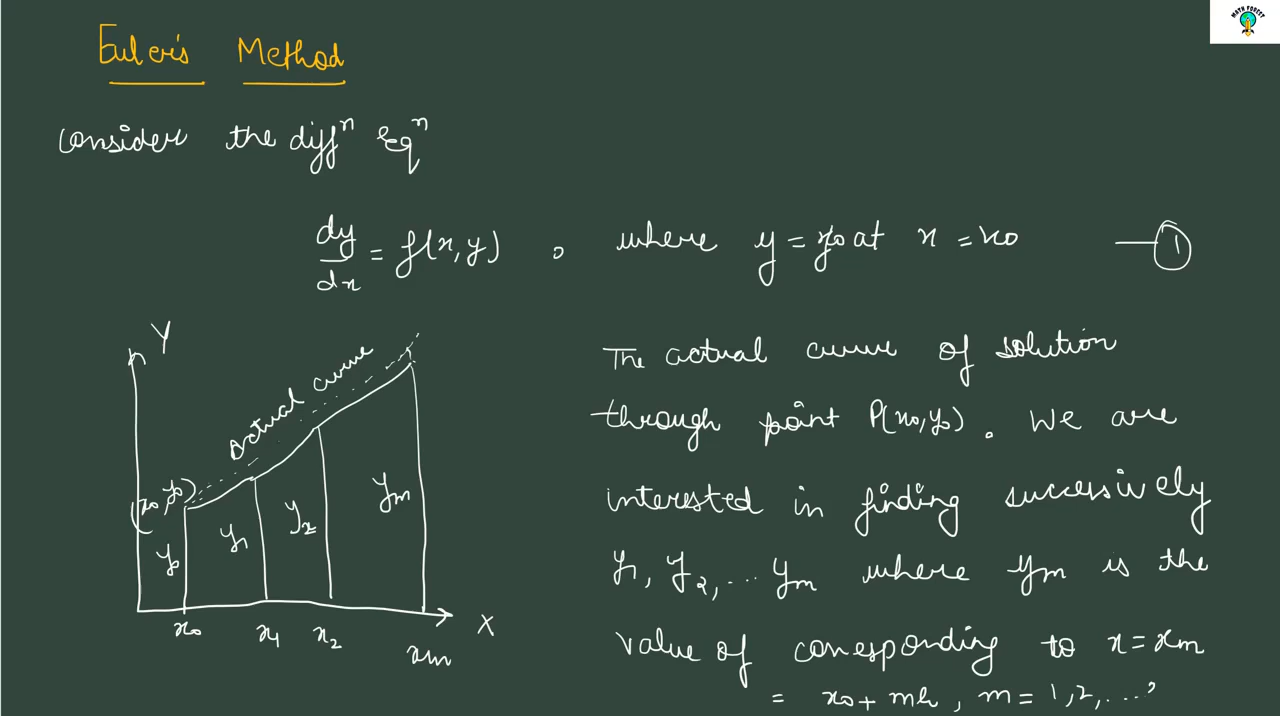 MATH FOREST
Euler's Method
consider the diffⁿ Eqⁿ
dy/dx = f(x, y) , where y = y₀ at x = x₀ —①
Y
Actual curve
(x₀, y₀)
y₀ y₁ y₂ yₘ
x₀ x₁ x₂ xₘ X
The actual curve of solution
through point P(x₀, y₀). We are
interested in finding successively
y₁, y₂, ... yₘ where yₘ is the
value of corresponding to x = xₘ
= x₀ + mh, m = 1, 2, ...